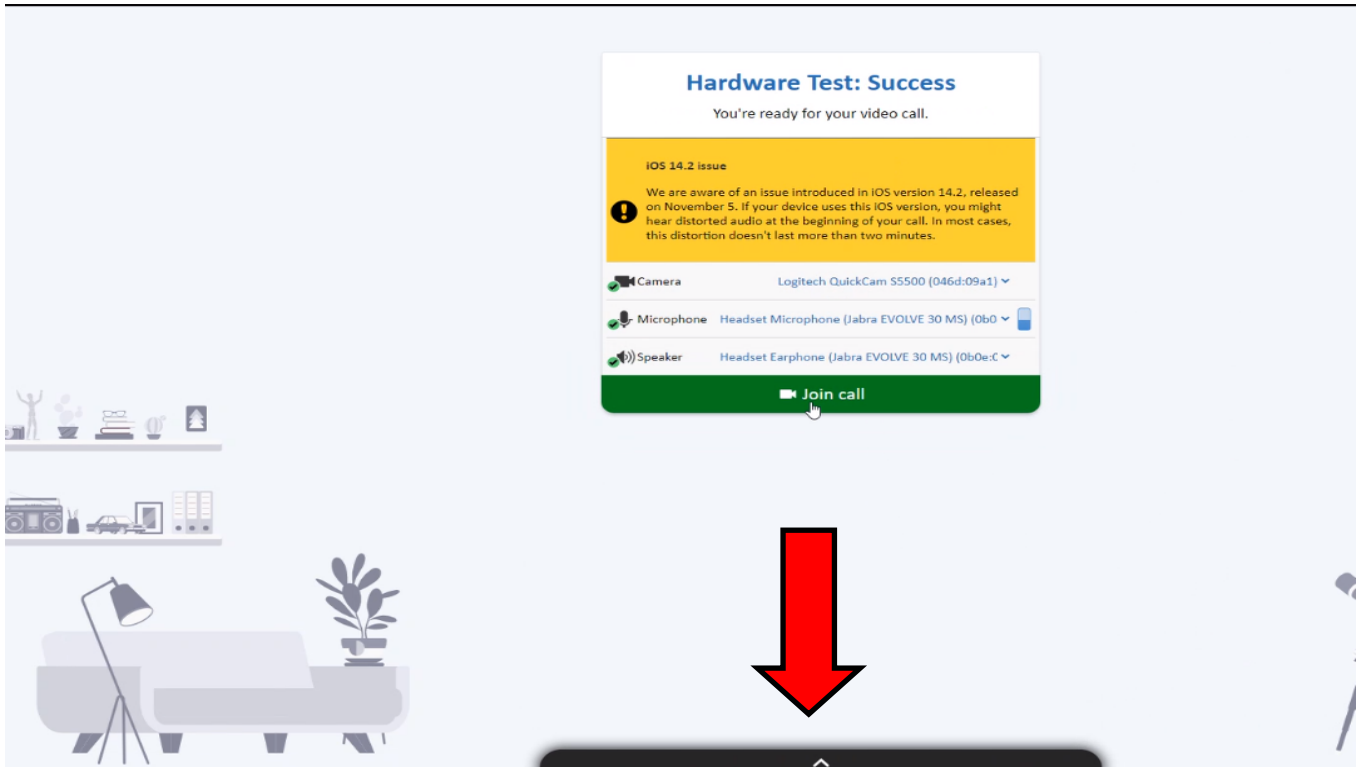 Hardware Test: Success
You're ready for your video call.
iOS 14.2 issue
We are aware of an issue introduced in iOS version 14.2, released
on November 5. If your device uses this iOS version, you might
hear distorted audio at the beginning of your call. In most cases,
this distortion doesn't last more than two minutes.
Camera Logitech QuickCam S5500 (046d:09a1)
Microphone Headset Microphone (Jabra EVOLVE 30 MS) (0b0
Speaker Headset Earphone (Jabra EVOLVE 30 MS) (0b0e:0
Join call